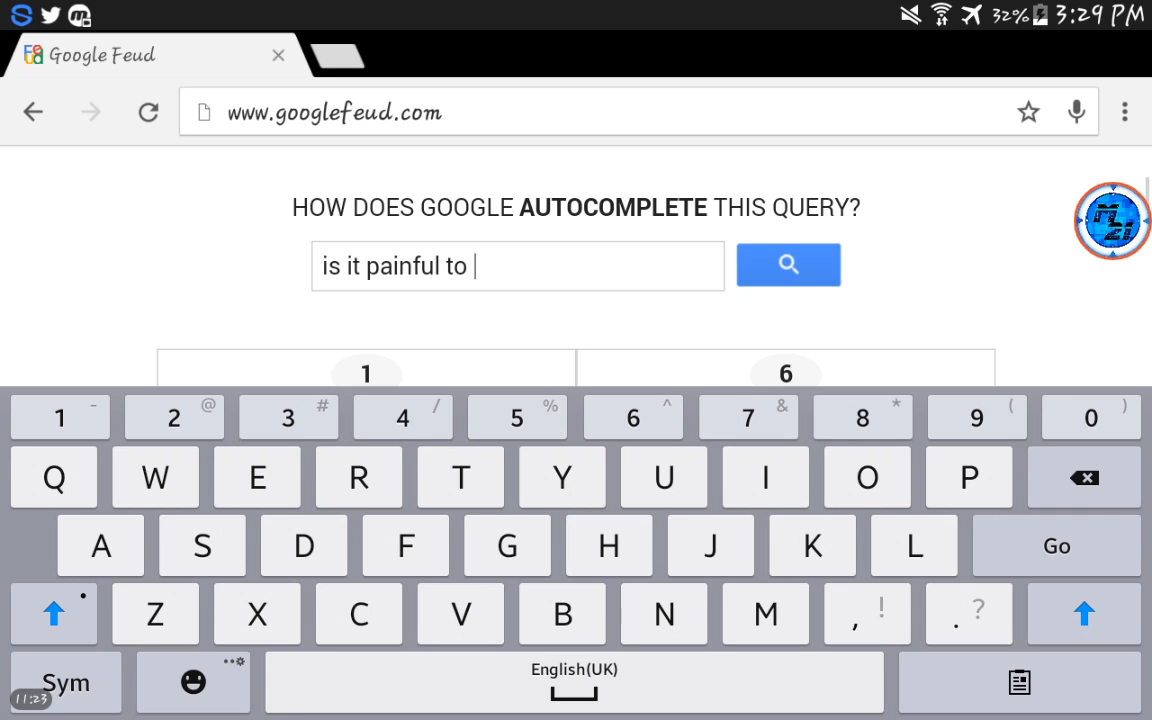 32% 3:29 PM
Google Feud
www.googlefeud.com
HOW DOES GOOGLE AUTOCOMPLETE THIS QUERY?
M21
is it painful to
1 6
1 - 2 @ 3 # 4 / 5 % 6 ^ 7 & 8 * 9 ( 0 )
Q W E R T Y U I O P
A S D F G H J K L Go
Z X C V B N M , ! . ?
Sym English(UK)
11:23